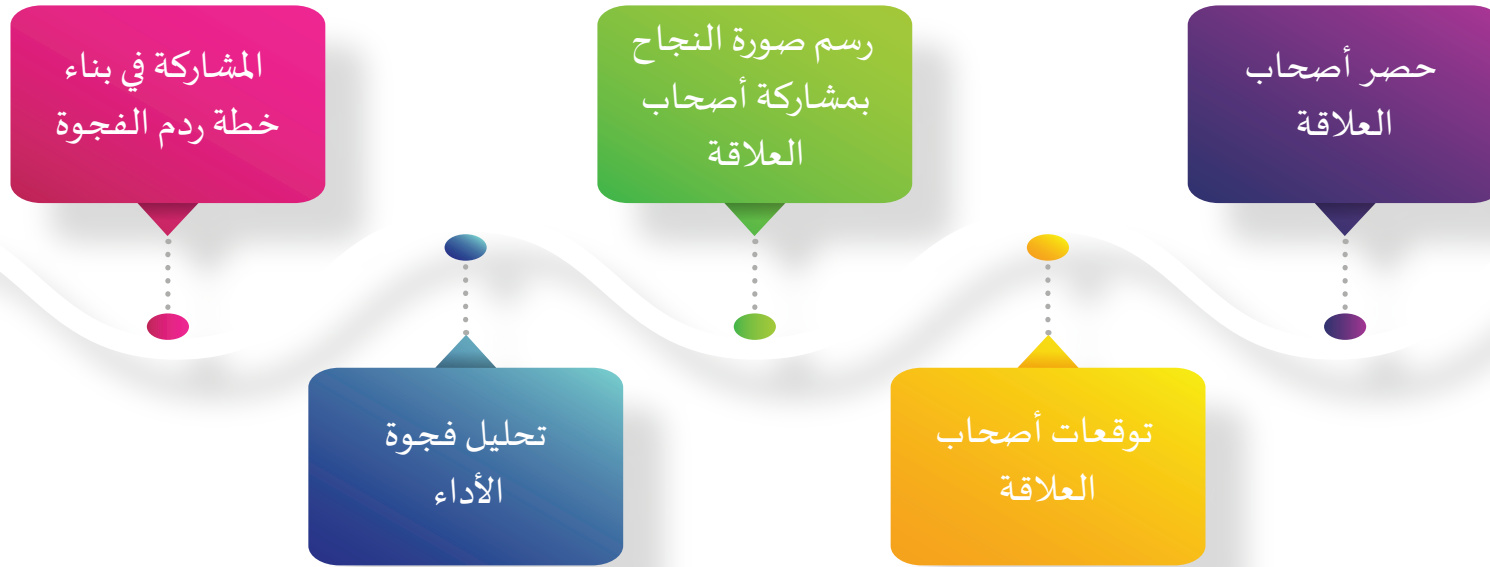 حصر أصحاب
العلاقة
توقعات أصحاب
العلاقة
رسم صورة النجاح
بمشاركة أصحاب
العلاقة
تحليل فجوة
الأداء
المشاركة في بناء
خطة ردم الفجوة